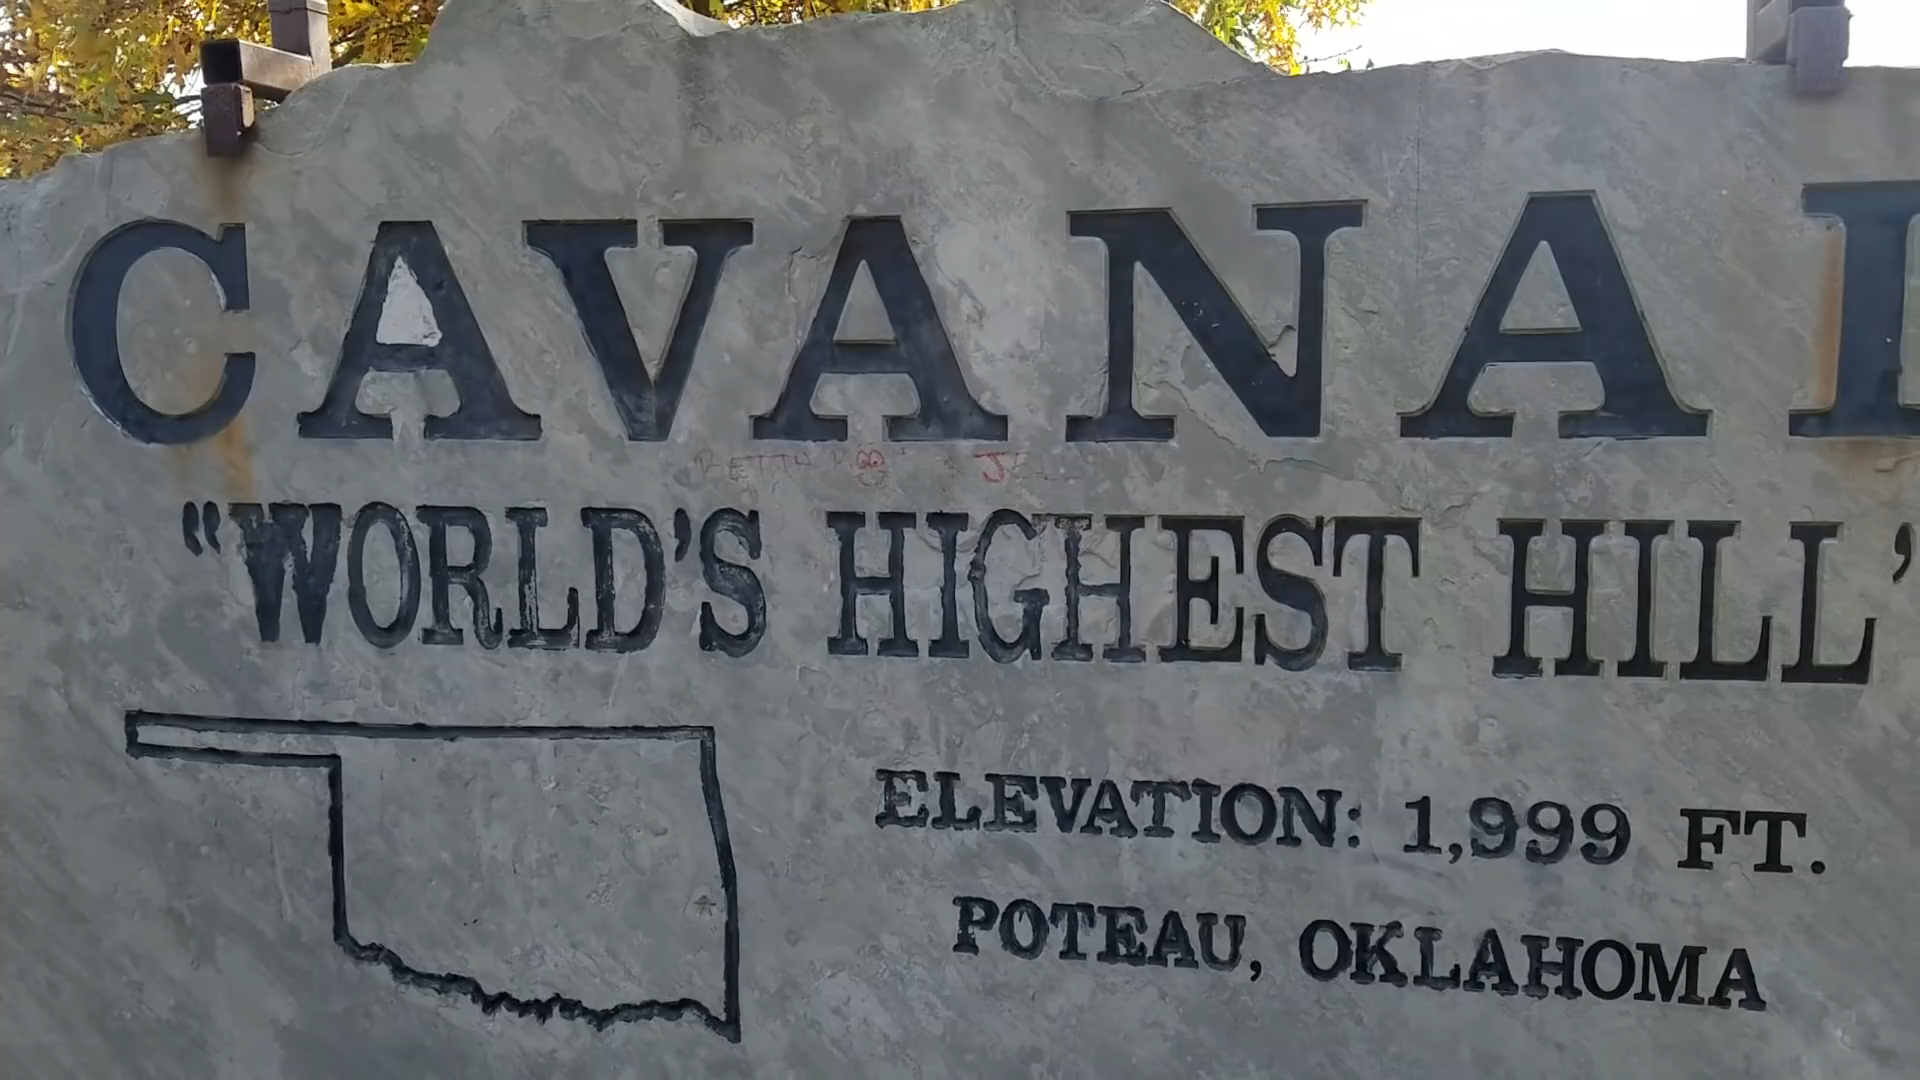 CAVANA
"WORLD'S HIGHEST HILL'
ELEVATION: 1,999 FT.
POTEAU, OKLAHOMA